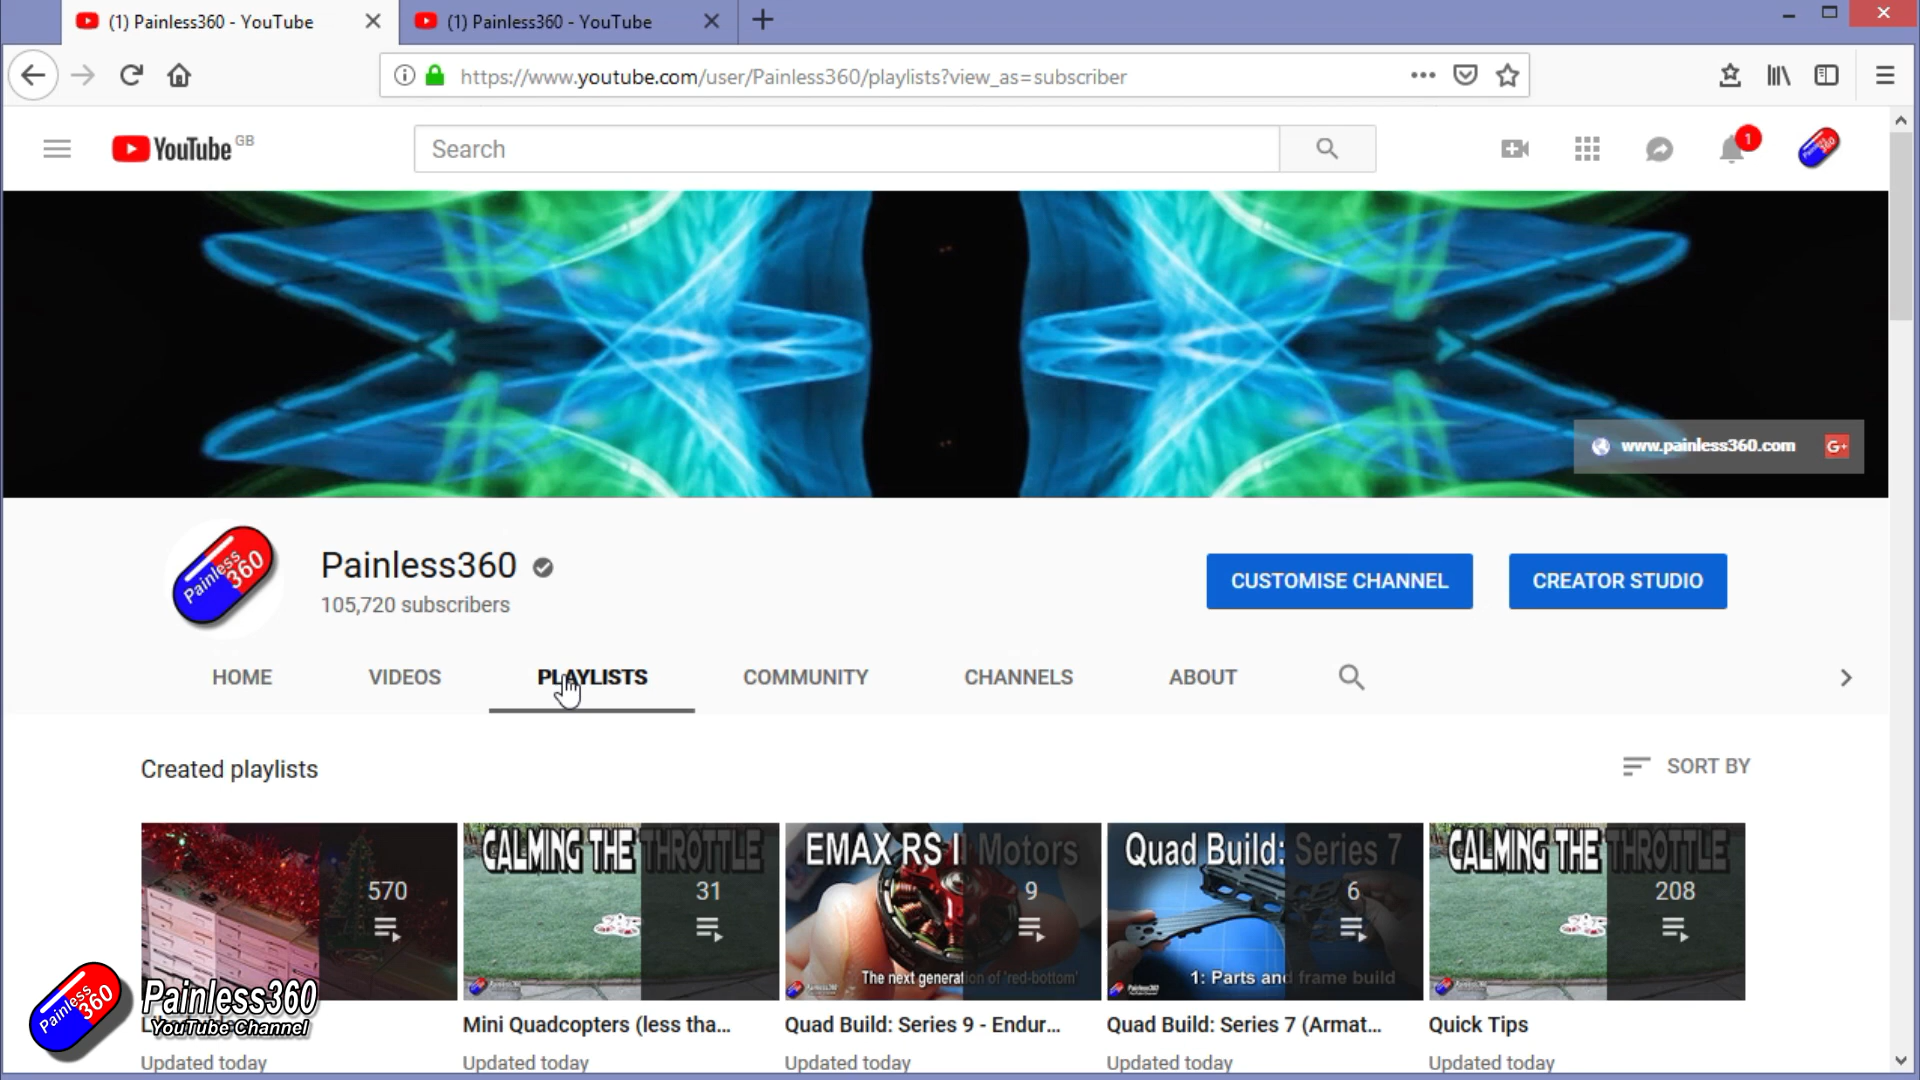 (1) Painless360 - YouTube
(1) Painless360 - YouTube
https://www.youtube.com/user/Painless360/playlists?view_as=subscriber
YouTube GB
Search
1
Painless360
www.painless360.com
G+
Painless 360
Painless360
105,720 subscribers
CUSTOMISE CHANNEL
CREATOR STUDIO
HOME
VIDEOS
PLAYLISTS
COMMUNITY
CHANNELS
ABOUT
Created playlists
SORT BY
570
CALMING THE THROTTLE
31
EMAX RS II Motors
9
The next generation of 'red-bottom'
Quad Build: Series 7
6
1: Parts and frame build
CALMING THE THROTTLE
208
Painless 360
Painless360
YouTube Channel
Mini Quadcopters (less tha...
Quad Build: Series 9 - Endur...
Quad Build: Series 7 (Armat...
Quick Tips
Updated today
Updated today
Updated today
Updated today
Updated today